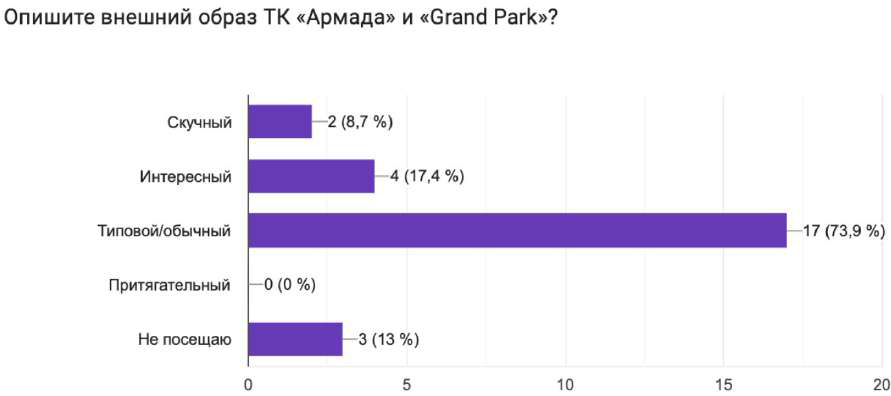 Опишите внешний образ ТК «Армада» и «Grand Park»?
Скучный
2 (8,7 %)
Интересный
4 (17,4 %)
Типовой/обычный
17 (73,9 %)
Притягательный
0 (0 %)
Не посещаю
3 (13 %)
0
5
10
15
20